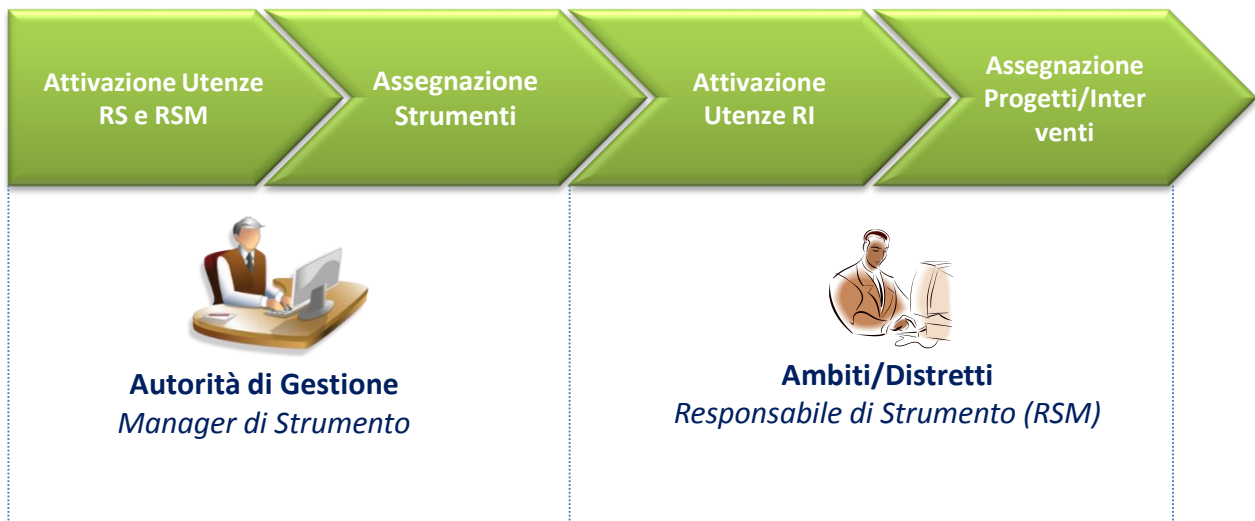 Attivazione Utenze
RS e RSM
Assegnazione
Strumenti
Attivazione
Utenze RI
Assegnazione
Progetti/Inter
venti
Autorità di Gestione
Manager di Strumento
Ambiti/Distretti
Responsabile di Strumento (RSM)